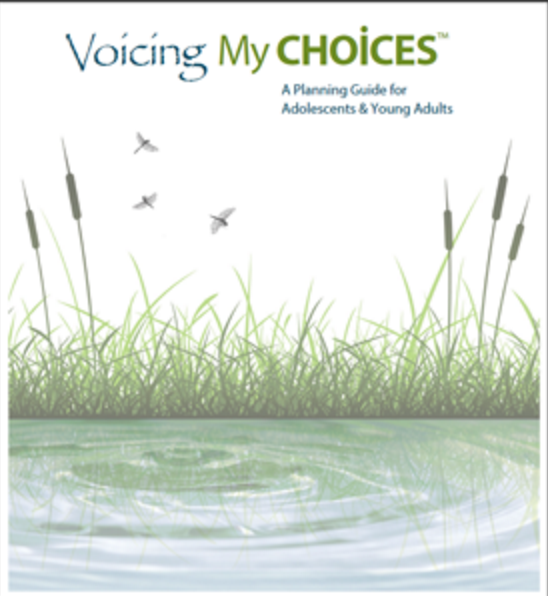 Voicing My CHOiCES™
A Planning Guide for
Adolescents & Young Adults